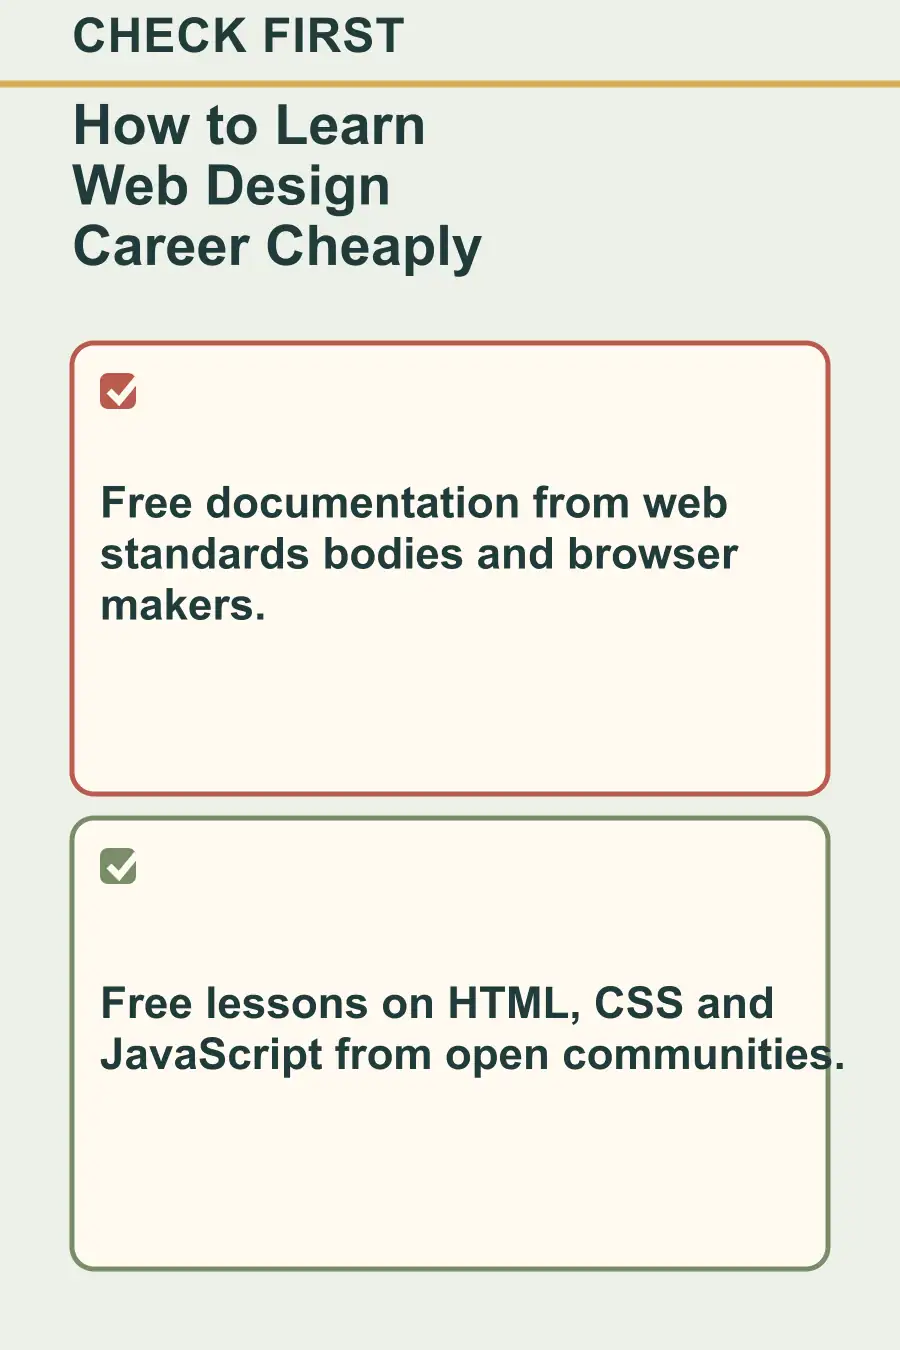 CHECK FIRST
How to Learn
Web Design
Career Cheaply
Free documentation from web
standards bodies and browser
makers.
Free lessons on HTML, CSS and
JavaScript from open communities.